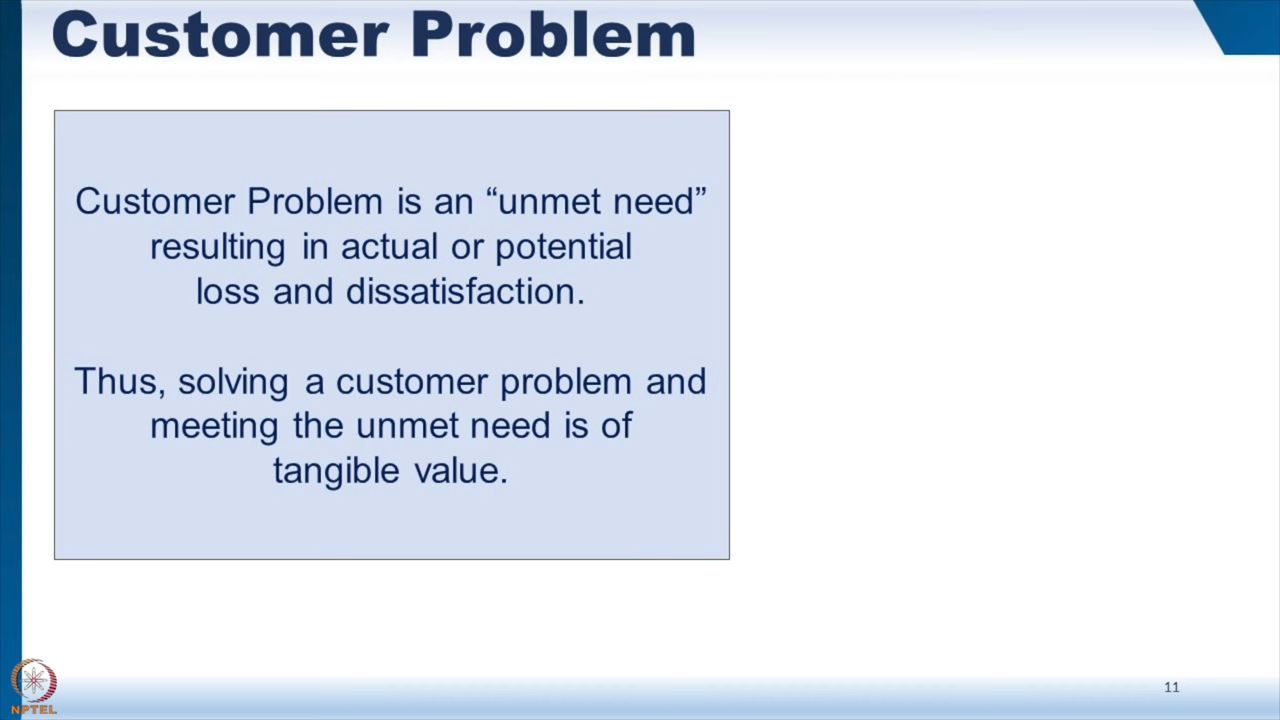 Customer Problem
Customer Problem is an “unmet need”
resulting in actual or potential
loss and dissatisfaction.
Thus, solving a customer problem and
meeting the unmet need is of
tangible value.
NPTEL
11